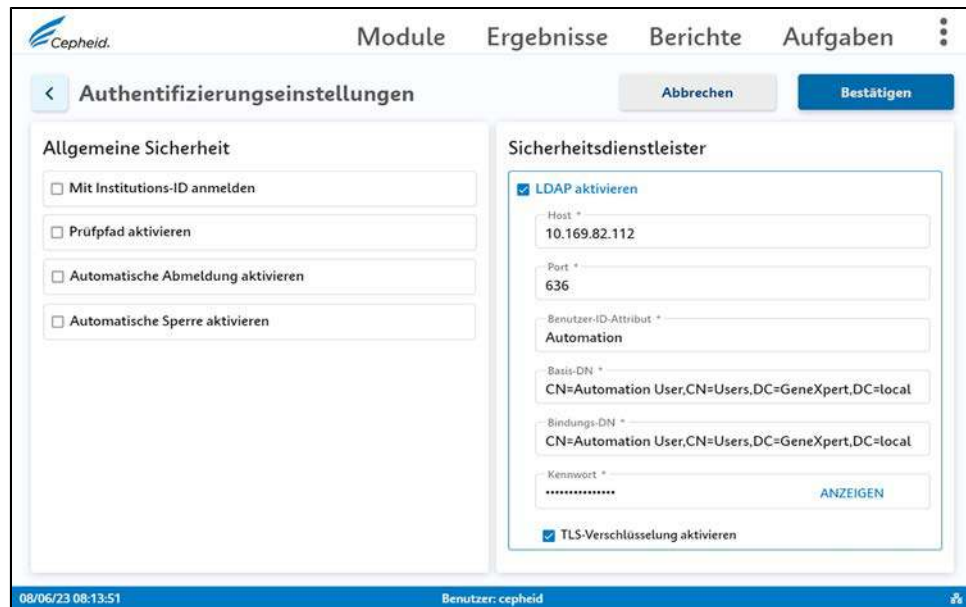 Cepheid.
Module Ergebnisse Berichte Aufgaben
Authentifizierungseinstellungen
Abbrechen
Bestätigen
Allgemeine Sicherheit
Mit Institutions-ID anmelden
Prüfpfad aktivieren
Automatische Abmeldung aktivieren
Automatische Sperre aktivieren
Sicherheitsdienstleister
LDAP aktivieren
Host *
10.169.82.112
Port *
636
Benutzer-ID-Attribut *
Automation
Basis-DN *
CN=Automation User,CN=Users,DC=GeneXpert,DC=local
Bindungs-DN *
CN=Automation User,CN=Users,DC=GeneXpert,DC=local
Kennwort *
•••••••••••••••
ANZEIGEN
TLS-Verschlüsselung aktivieren
08/06/23 08:13:51
Benutzer: cepheid